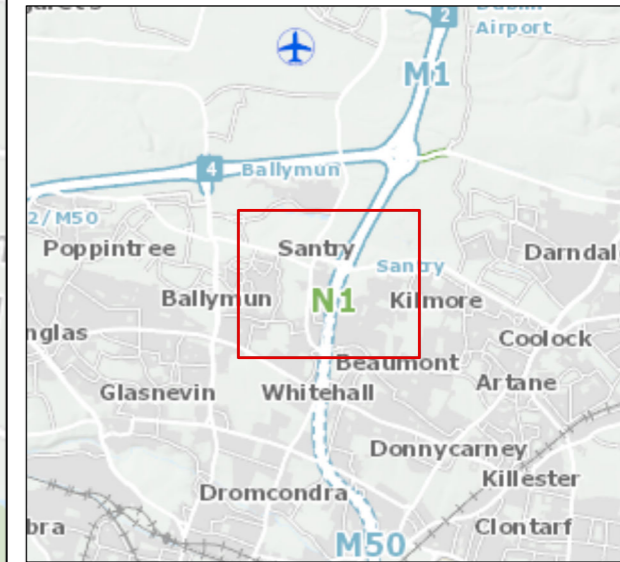 2
Dublin
Airport
M1
4
Ballymun
2/M50
Poppintree
Santry
Santry
Darndal
Ballymun
N1
Kilmore
nglas
Coolock
Beaumont
Artane
Glasnevin
Whitehall
Donnycarney
Killester
Dromcondra
bra
Clontarf
M50